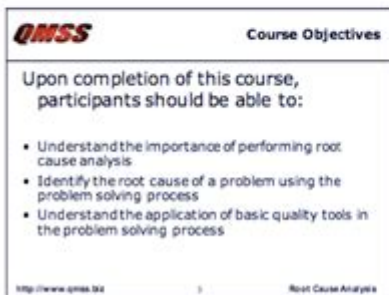 QMSS
Course Objectives
Upon completion of this course,
participants should be able to:
• Understand the importance of performing root
cause analysis
• Identify the root cause of a problem using the
problem solving process
• Understand the application of basic quality tools in
the problem solving process
http://www.qmss.biz
3
Root Cause Analysis